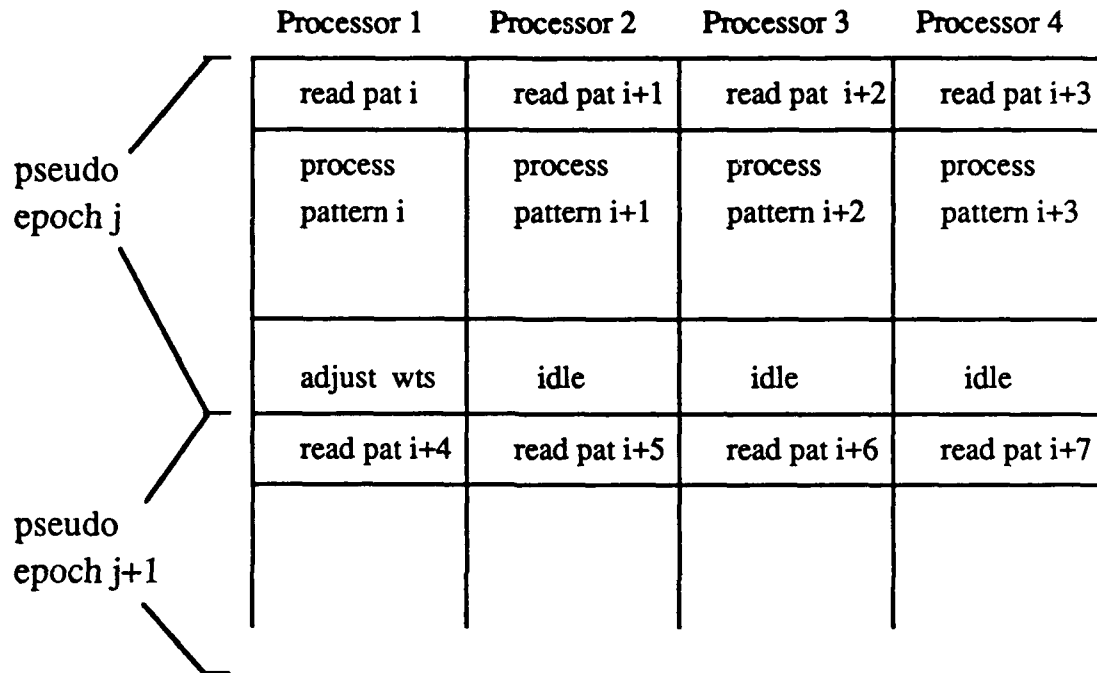 Processor 1 Processor 2 Processor 3 Processor 4
read pat i read pat i+1 read pat i+2 read pat i+3
pseudo
epoch j
process process process process
pattern i pattern i+1 pattern i+2 pattern i+3
adjust wts idle idle idle
read pat i+4 read pat i+5 read pat i+6 read pat i+7
pseudo
epoch j+1